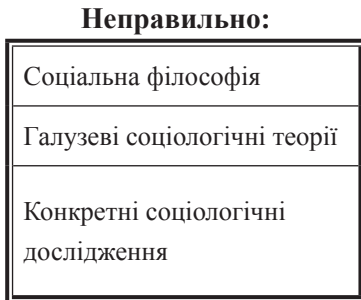 Неправильно:
Соціальна філософія
Галузеві соціологічні теорії
Конкретні соціологічні
дослідження